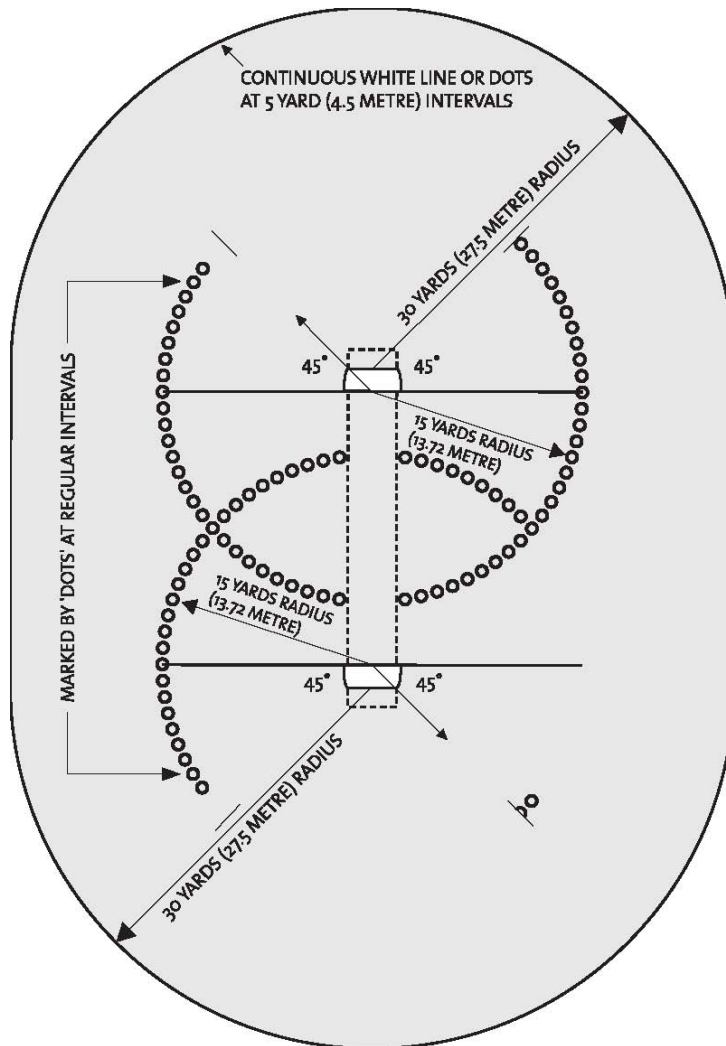 CONTINUOUS WHITE LINE OR DOTS
AT 5 YARD (4.5 METRE) INTERVALS
30 YARDS (27.5 METRE) RADIUS
MARKED BY 'DOTS' AT REGULAR INTERVALS
45°
45°
15 YARDS RADIUS
(13.72 METRE)
15 YARDS RADIUS
(13.72 METRE)
45°
45°
30 YARDS (27.5 METRE) RADIUS